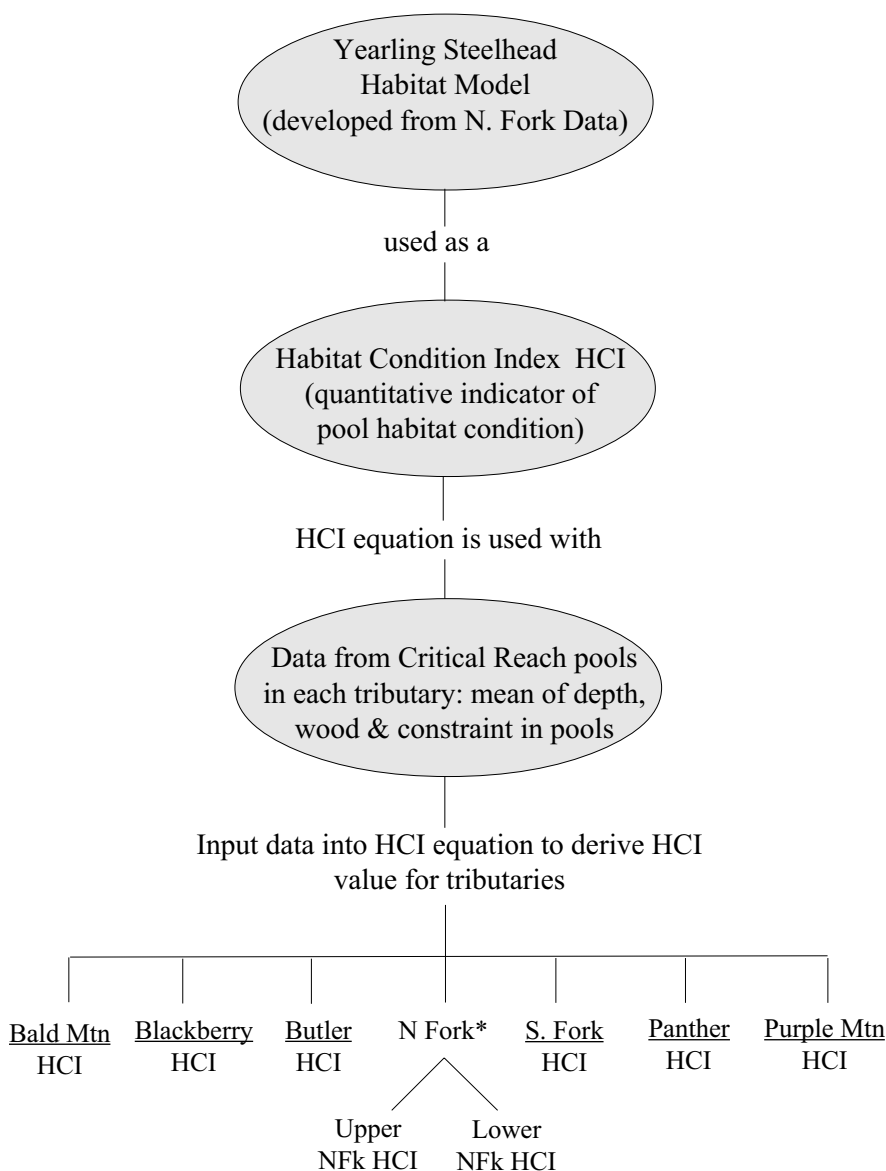 Yearling Steelhead
Habitat Model
(developed from N. Fork Data)
used as a
Habitat Condition Index HCI
(quantitative indicator of
pool habitat condition)
HCI equation is used with
Data from Critical Reach pools
in each tributary: mean of depth,
wood & constraint in pools
Input data into HCI equation to derive HCI
value for tributaries
Bald Mtn
HCI
Blackberry
HCI
Butler
HCI
N Fork*
S. Fork
HCI
Panther
HCI
Purple Mtn
HCI
Upper
NFk HCI
Lower
NFk HCI